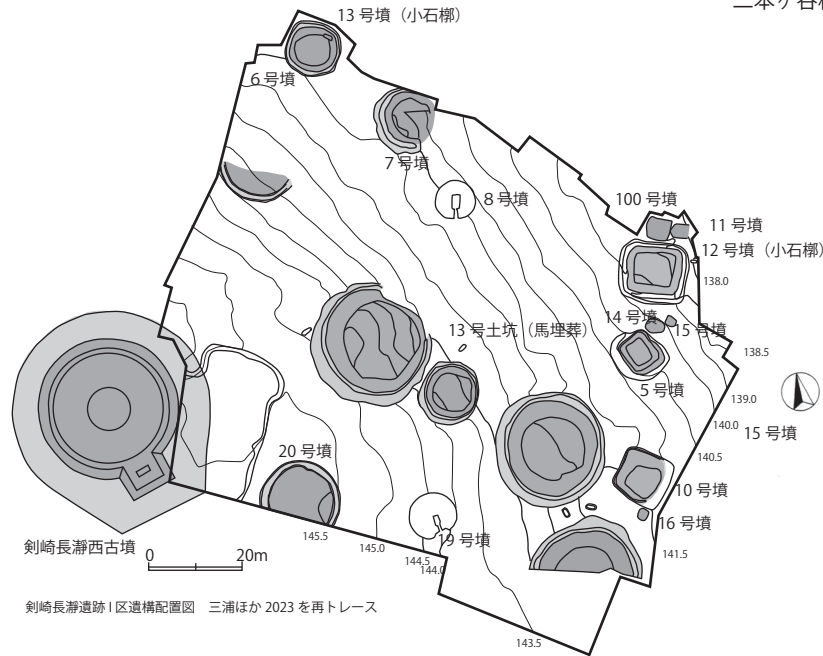 13 号墳（小石槨）
6 号墳
7 号墳
8 号墳
100 号墳
11 号墳
12 号墳（小石槨）
138.0
14 号墳
15 号墳
13 号土坑（馬埋葬）
138.5
5 号墳
139.0
140.0
15 号墳
140.5
20 号墳
10 号墳
16 号墳
141.5
19 号墳
145.5
145.0
144.5
144.0
143.5
剣崎長瀞西古墳
0
20m
剣崎長瀞遺跡Ⅰ区遺構配置図　三浦ほか 2023 を再トレース